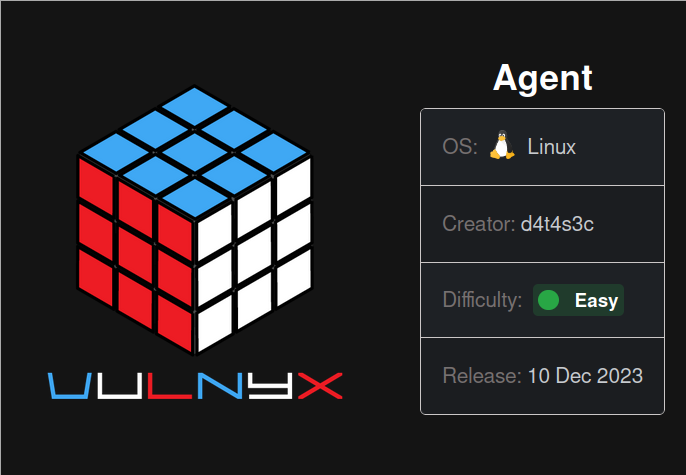 Agent
OS: Linux
Creator: d4t4s3c
Difficulty: Easy
Release: 10 Dec 2023
VULNYX